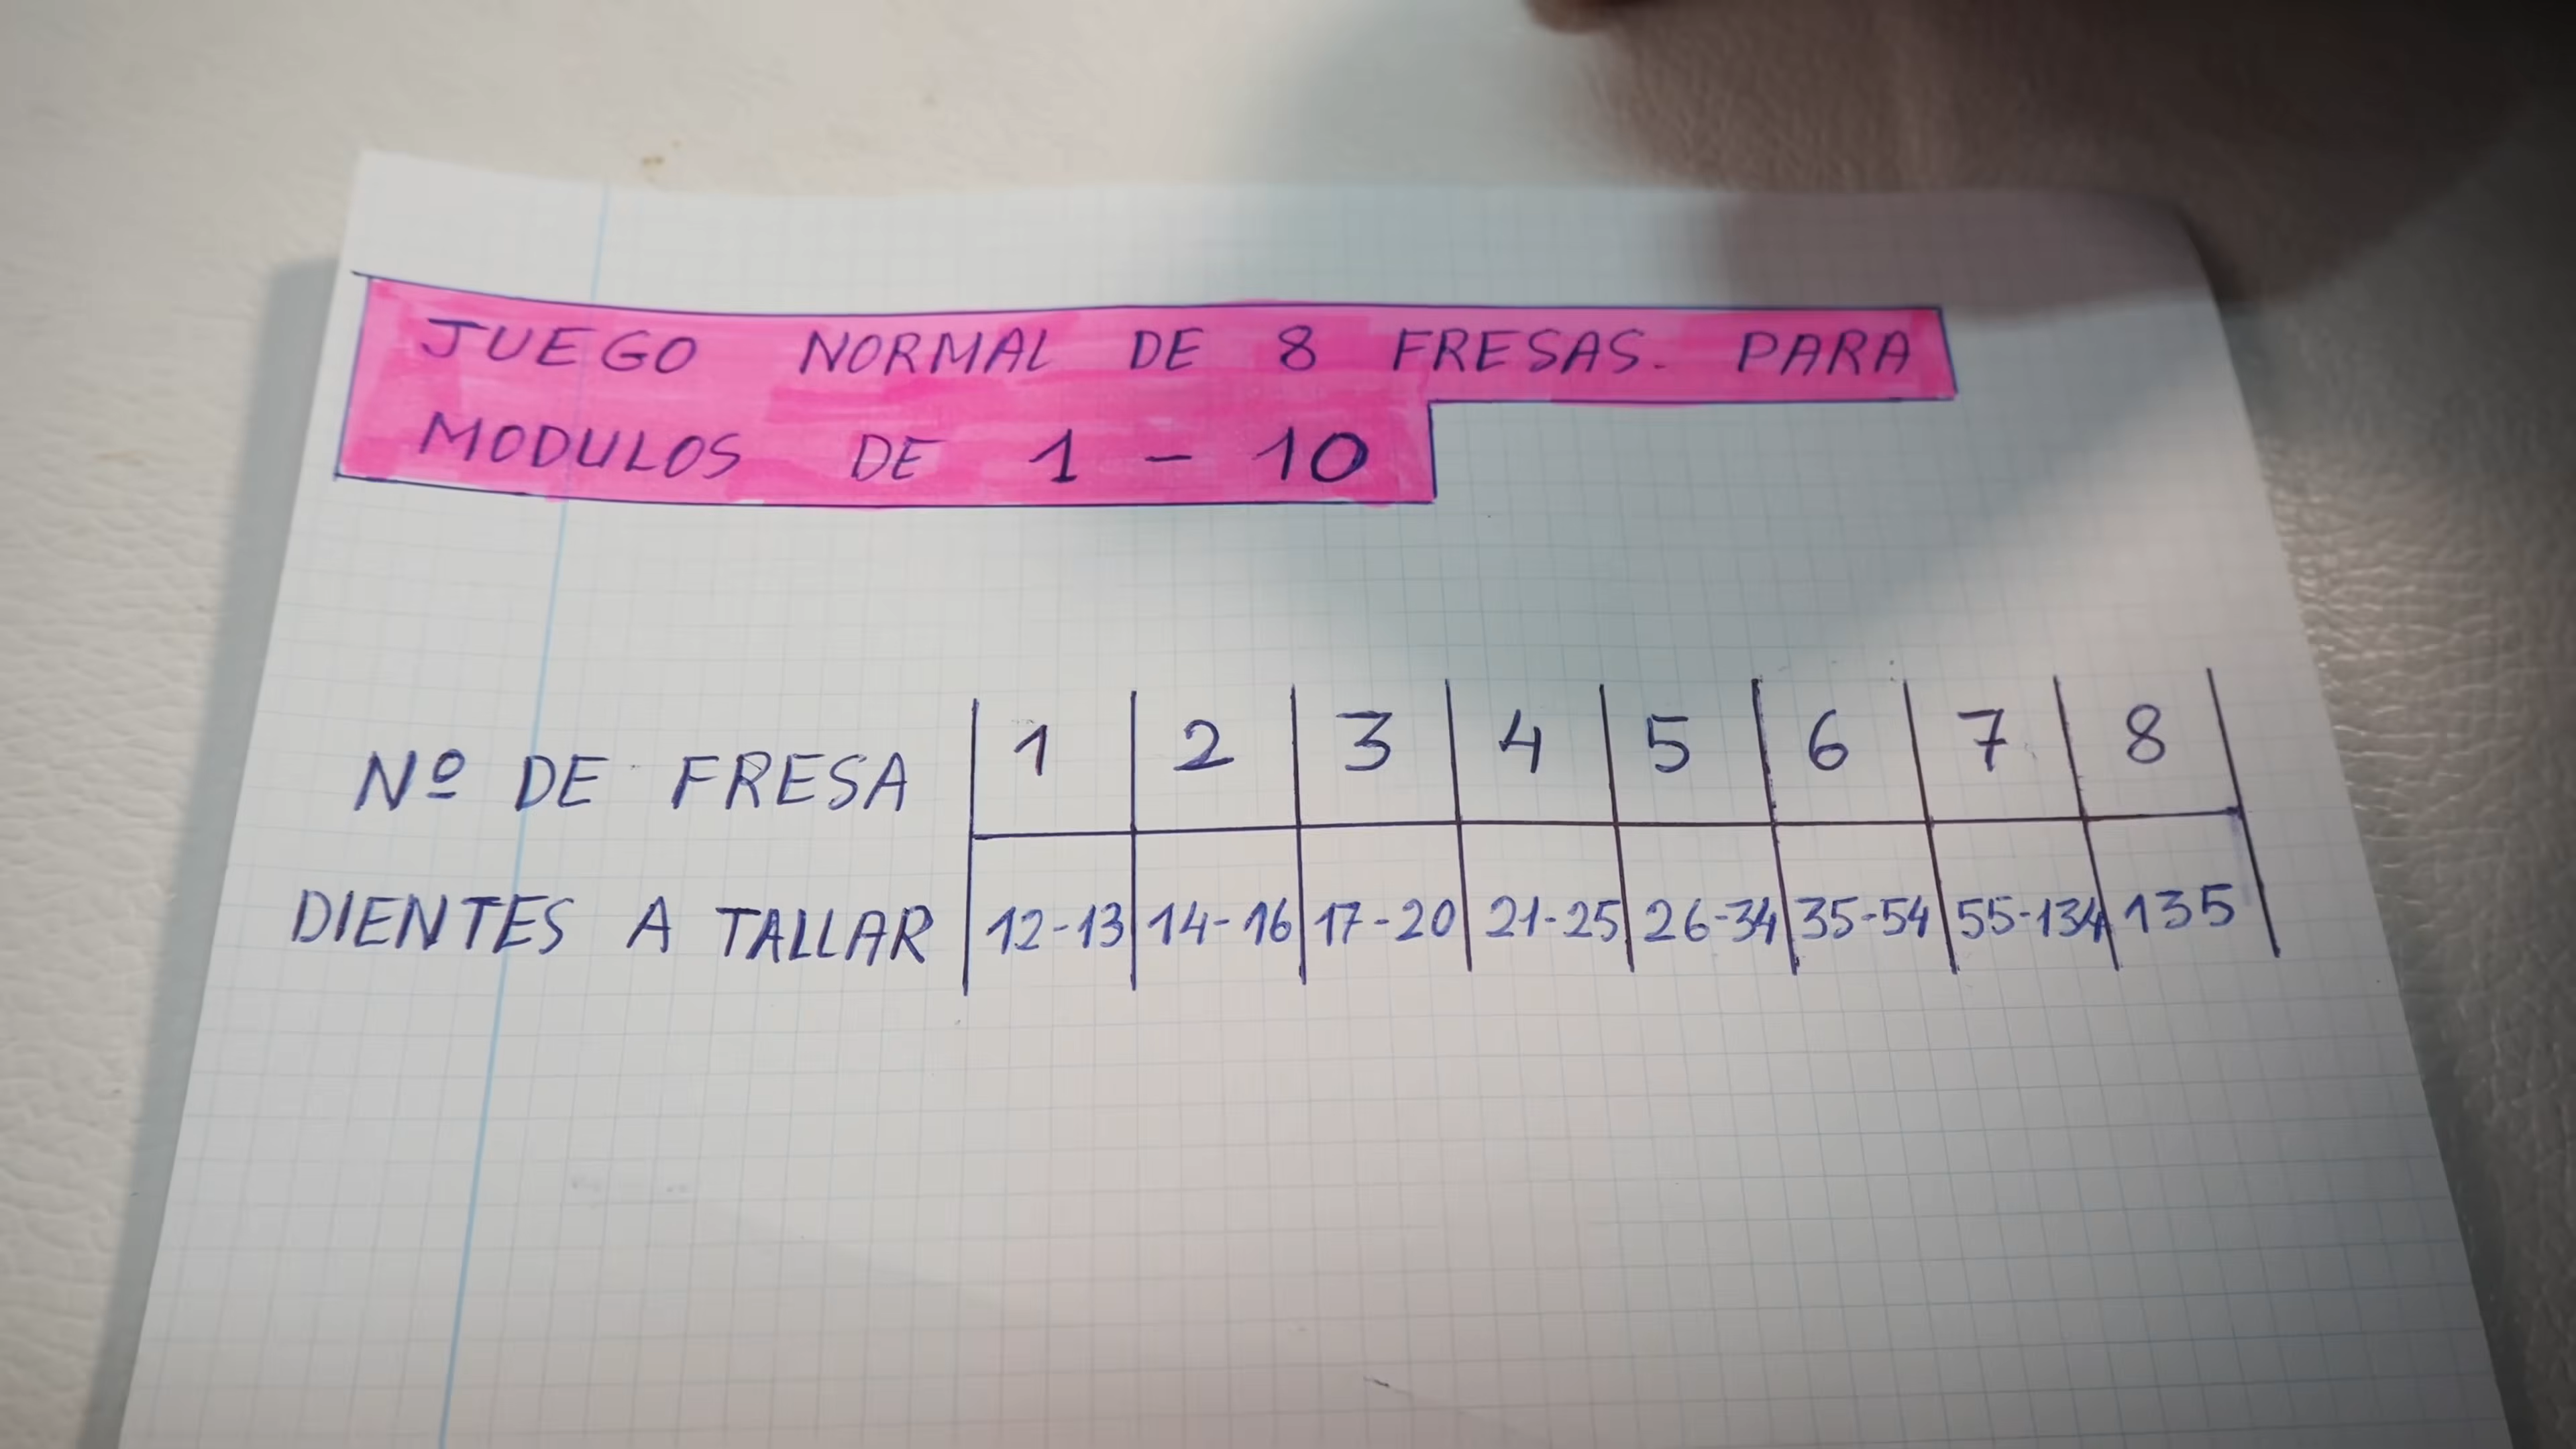 JUEGO NORMAL DE 8 FRESAS. PARA
MODULOS DE 1 - 10
Nº DE FRESA 1 2 3 4 5 6 7 8
DIENTES A TALLAR 12-13 14-16 17-20 21-25 26-34 35-54 55-134 135